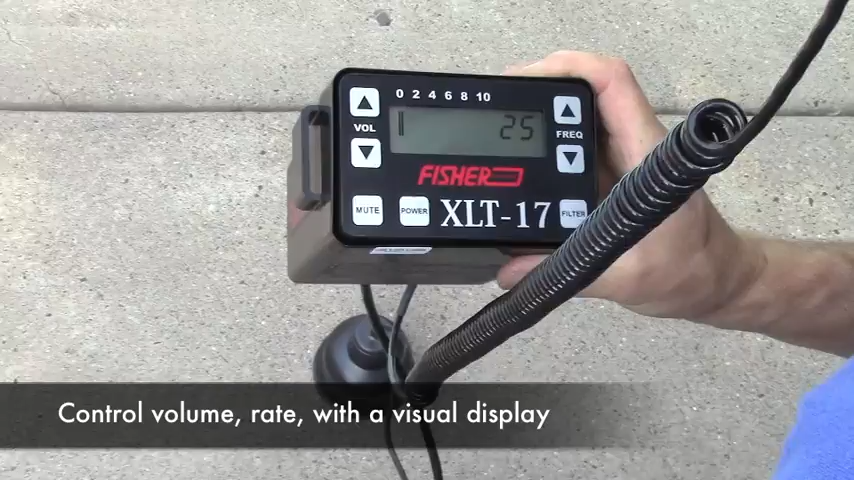 0 2 4 6 8 10
VOL
25
FREQ
FISHER
MUTE
POWER
XLT-17
FILTER
Control volume, rate, with a visual display